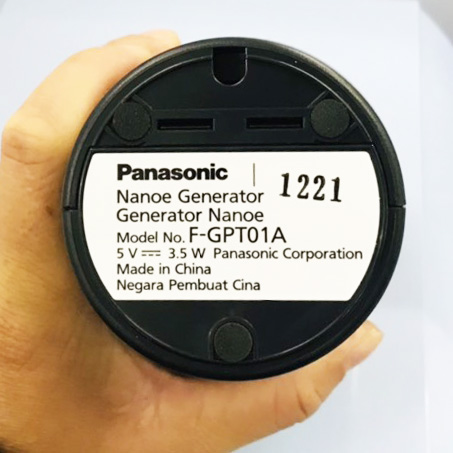 Panasonic | 1221
Nanoe Generator
Generator Nanoe
Model No. F-GPT01A
5 V ⎓ 3.5 W Panasonic Corporation
Made in China
Negara Pembuat Cina